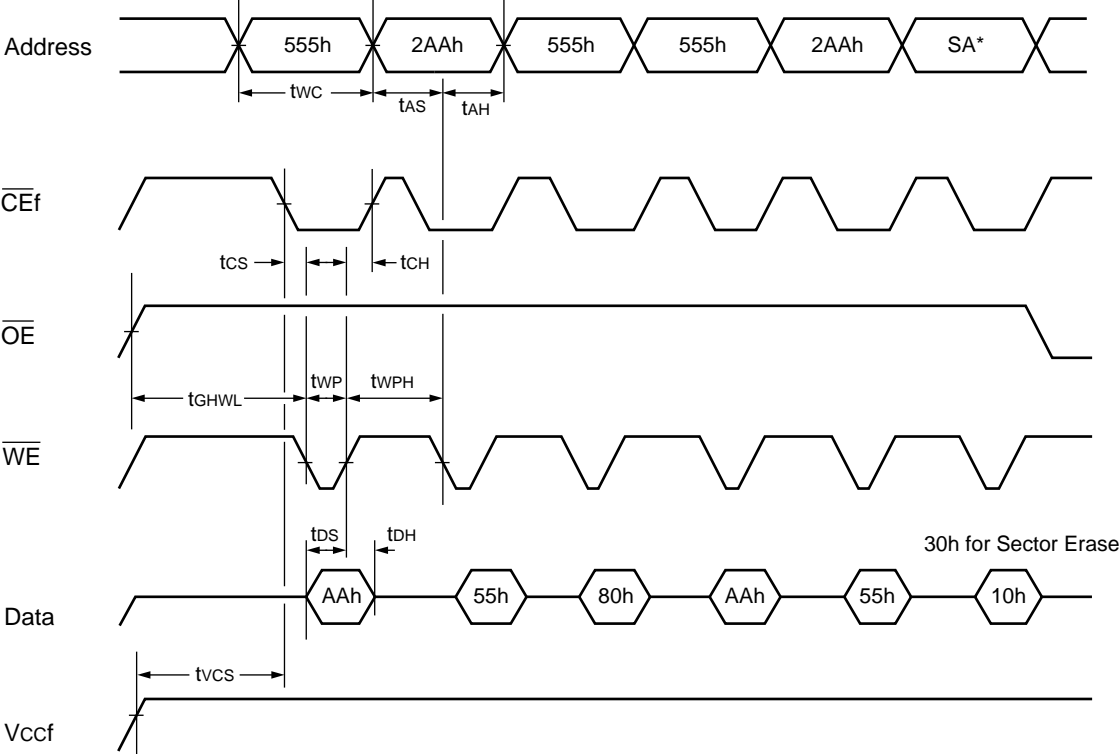 Address
555h
2AAh
555h
555h
2AAh
SA*
tWC
tAS
tAH
CEf
tCS
tCH
OE
tGHWL
tWP
tWPH
WE
tDS
tDH
30h for Sector Erase
Data
AAh
55h
80h
AAh
55h
10h
tVCS
VCCf